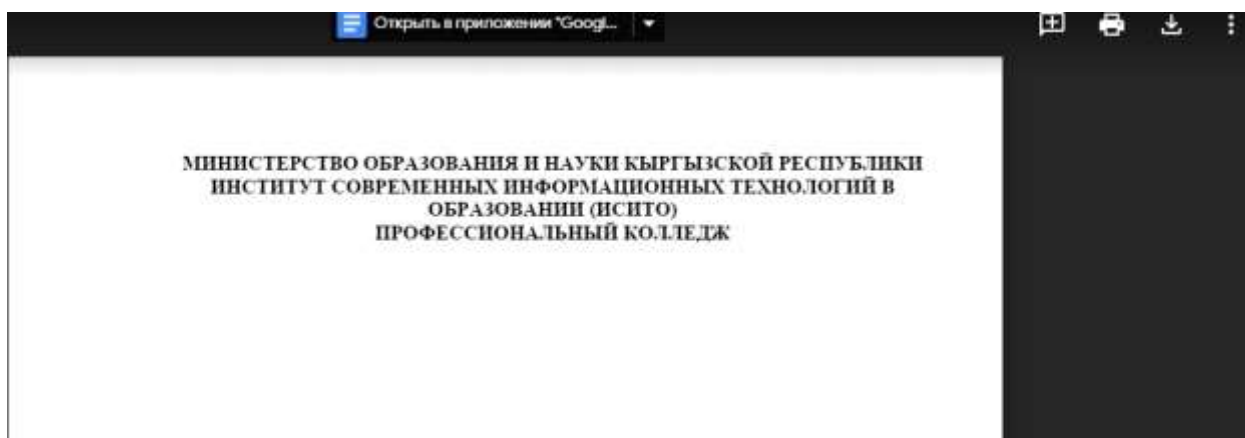 Открыть в приложении "Googl...
МИНИСТЕРСТВО ОБРАЗОВАНИЯ И НАУКИ КЫРГЫЗСКОЙ РЕСПУБЛИКИ
ИНСТИТУТ СОВРЕМЕННЫХ ИНФОРМАЦИОННЫХ ТЕХНОЛОГИЙ В
ОБРАЗОВАНИИ (ИСИТО)
ПРОФЕССИОНАЛЬНЫЙ КОЛЛЕДЖ